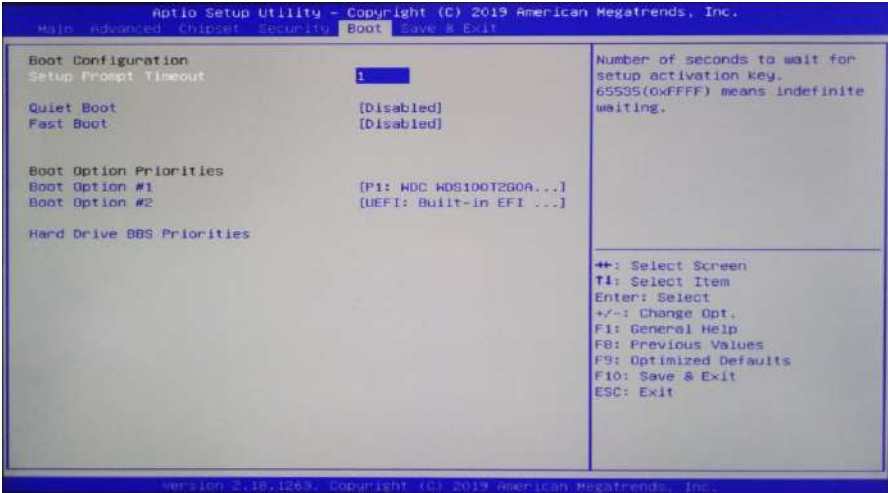 Aptio Setup Utility - Copyright (C) 2019 American Megatrends, Inc.
Main Advanced Chipset Security Boot Save & Exit
Boot Configuration
Setup Prompt Timeout 1
Quiet Boot [Disabled]
Fast Boot [Disabled]
Boot Option Priorities
Boot Option #1 [P1: WDC WDS100T2G0A...]
Boot Option #2 [UEFI: Built-in EFI ...]
Hard Drive BBS Priorities
Number of seconds to wait for
setup activation key.
65535(0xFFFF) means indefinite
waiting.
→←: Select Screen
↑↓: Select Item
Enter: Select
+/-: Change Opt.
F1: General Help
F8: Previous Values
F9: Optimized Defaults
F10: Save & Exit
ESC: Exit
Version 2.18.1263. Copyright (C) 2019 American Megatrends, Inc.